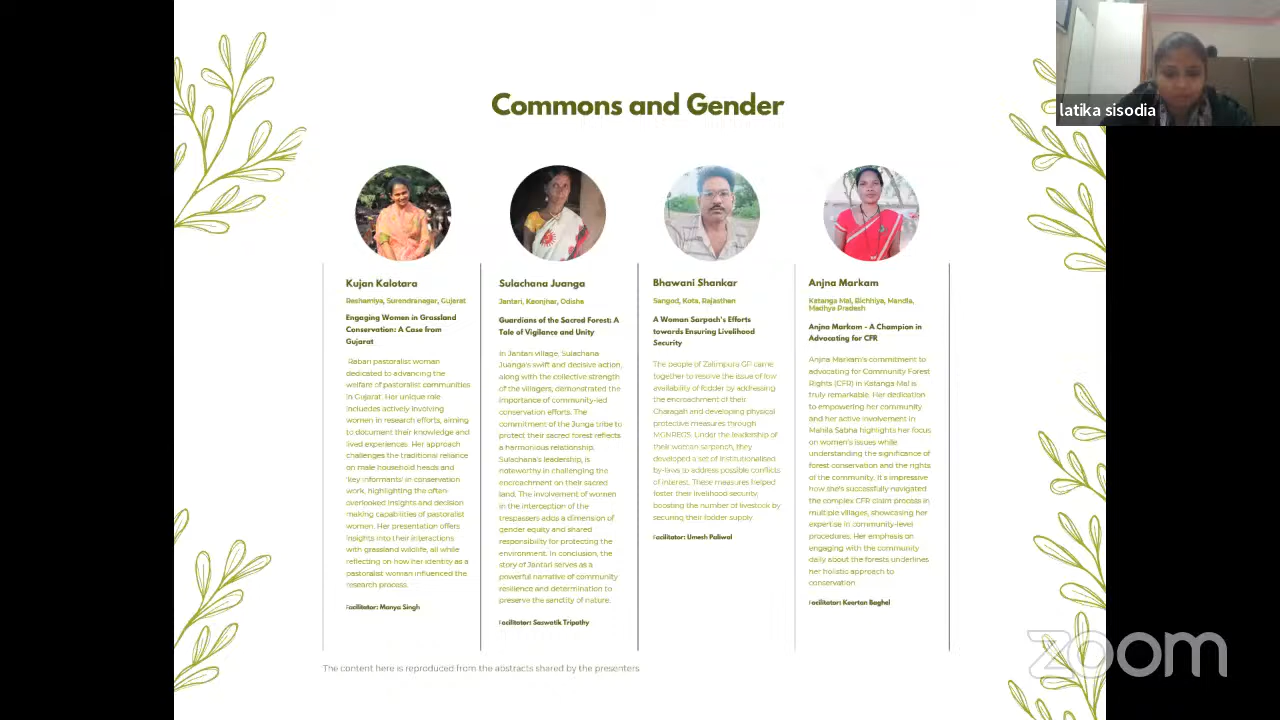 latika sisodia
Commons and Gender
Kujan Kalotara
Reshamiya, Surendranagar, Gujarat
Engaging Women in Grassland
Conservation: A Case from
Gujarat
Rabari pastoralist woman
dedicated to advancing the
welfare of pastoralist communities
in Gujarat. Her unique role
includes actively involving
women in research efforts, aiming
to document their knowledge and
lived experiences. Her approach
challenges the traditional reliance
on male household heads and
'key informants' in conservation
work, highlighting the often-
overlooked insights and decision
making capabilities of pastoralist
women. Her presentation offers
insights into their interactions
with grassland wildlife, all while
reflecting on how her identity as a
pastoralist woman influenced the
research process.
Facilitator: Manya Singh
Sulachana Juanga
Jantari, Kaonjhar, Odisha
Guardians of the Sacred Forest: A
Tale of Vigilance and Unity
In Jantari village, Sulachana
Juanga's swift and decisive action,
along with the collective strength
of the villagers, demonstrated the
importance of community-led
conservation efforts. The
commitment of the Junga tribe to
protect their sacred forest reflects
a harmonious relationship.
Sulachana's leadership, is
noteworthy in challenging the
encroachment on their sacred
land. The involvement of women
in the interception of the
trespassers adds a dimension of
gender equity and shared
responsibility for protecting the
environment. In conclusion, the
story of Jantari serves as a
powerful narrative of community
resilience and determination to
preserve the sanctity of nature.
Facilitator: Saswatik Tripathy
Bhawani Shankar
Sangod, Kota, Rajasthan
A Woman Sarpach's Efforts
towards Ensuring Livelihood
Security
The people of Zalimpura GP came
together to resolve the issue of low
availability of fodder by addressing
the encroachment of their
Charagah and developing physical
protective measures through
MGNREGS. Under the leadership of
their woman sarpanch, they
developed a set of institutionalised
by-laws to address possible conflicts
of interest. These measures helped
foster their livelihood security,
boosting the number of livestock by
securing their fodder supply.
Facilitator: Umesh Paliwal
Anjna Markam
Katanga Mal, Bichhiya, Mandla,
Madhya Pradesh
Anjna Markam - A Champion in
Advocating for CFR
Anjna Markam's commitment to
advocating for Community Forest
Rights (CFR) in Katanga Mal is
truly remarkable. Her dedication
to empowering her community
and her active involvement in
Mahila Sabha highlights her focus
on women's issues while
understanding the significance of
forest conservation and the rights
of the community. It's impressive
how she's successfully navigated
the complex CFR claim process in
multiple villages, showcasing her
expertise in community-level
procedures. Her emphasis on
engaging with the community
daily about the forests underlines
her holistic approach to
conservation.
Facilitator: Keertan Baghel
The content here is reproduced from the abstracts shared by the presenters
zoom